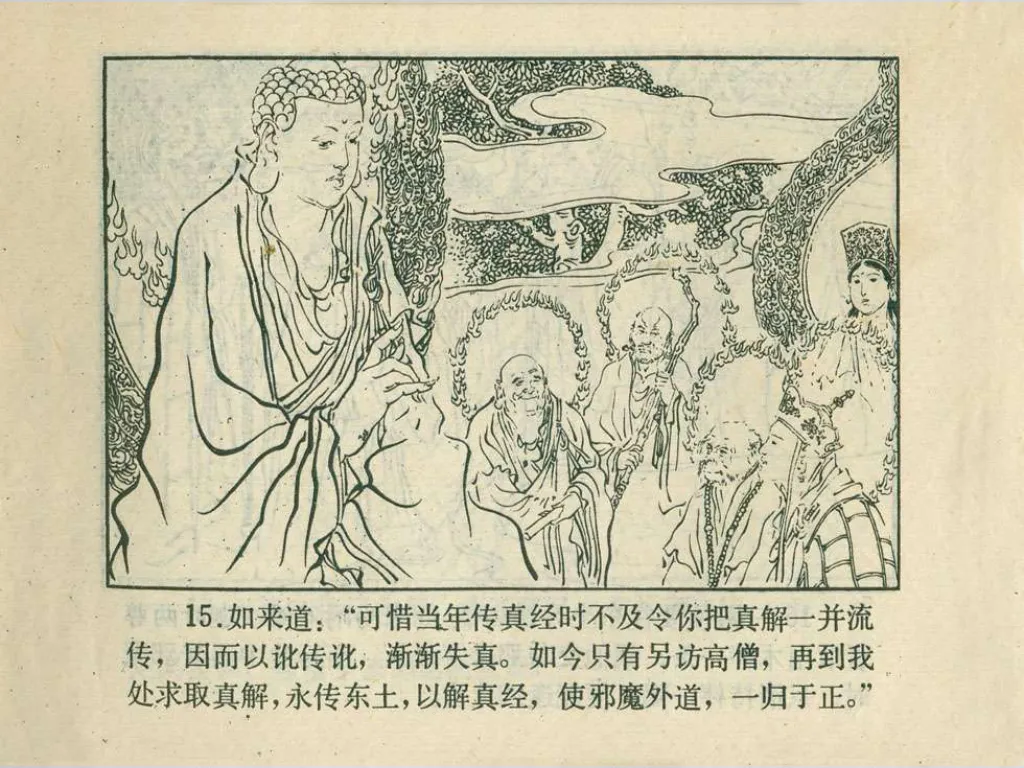 15.如来道：“可惜当年传真经时不及令你把真解一并流
传，因而以讹传讹，渐渐失真。如今只有另访高僧，再到我
处求取真解，永传东土，以解真经，使邪魔外道，一归于正。”